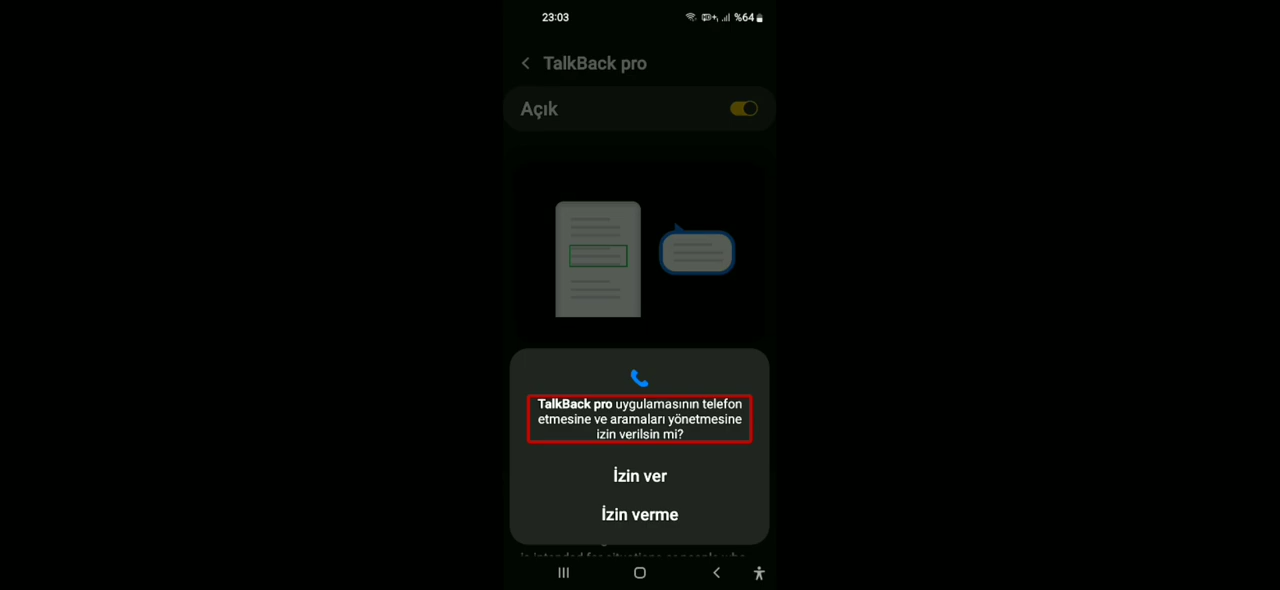 23:03
%64
TalkBack pro
Açık
TalkBack pro uygulamasının telefon
etmesine ve aramaları yönetmesine
izin verilsin mi?
İzin ver
İzin verme